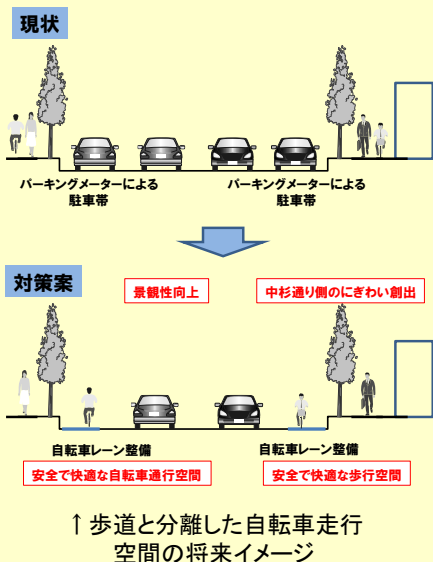 現状
パーキングメーターによる
駐車帯
パーキングメーターによる
駐車帯
対策案
景観性向上
中杉通り側のにぎわい創出
自転車レーン整備
自転車レーン整備
安全で快適な自転車通行空間
安全で快適な歩行空間
↑歩道と分離した自転車走行
空間の将来イメージ